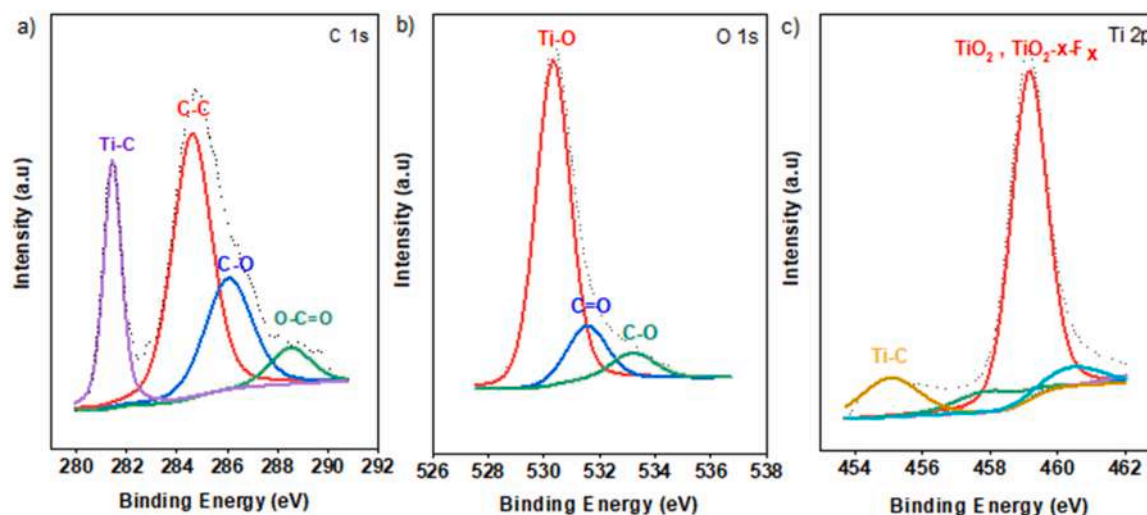 a)
C 1s
Ti-C
C-C
C-O
O-C=O
Intensity (a.u)
280 282 284 286 288 290 292
Binding Energy (eV)
b)
O 1s
Ti-O
C=O
C-O
Intensity (a.u)
526 528 530 532 534 536 538
Binding Energy (eV)
c)
Ti 2p
TiO2 , TiO2-x-Fx
Ti-C
Intensity (a.u)
454 456 458 460 462
Binding Energy (eV)